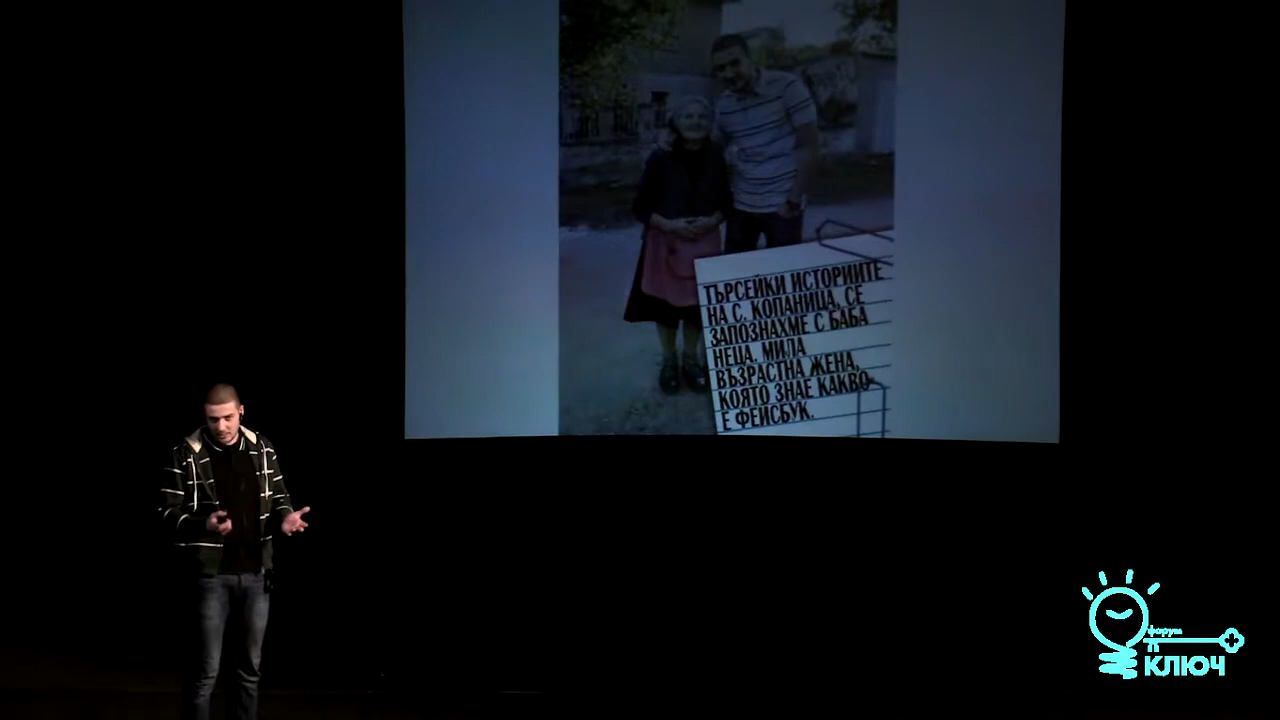 ТЪРСЕЙКИ ИСТОРИИТЕ
НА С. КОПАНИЦА, СЕ
ЗАПОЗНАХМЕ С БАБА
НЕЦА. МИЛА
ВЪЗРАСТНА ЖЕНА,
КОЯТО ЗНАЕ КАКВО
Е ФЕЙСБУК.
форум
КЛЮЧ